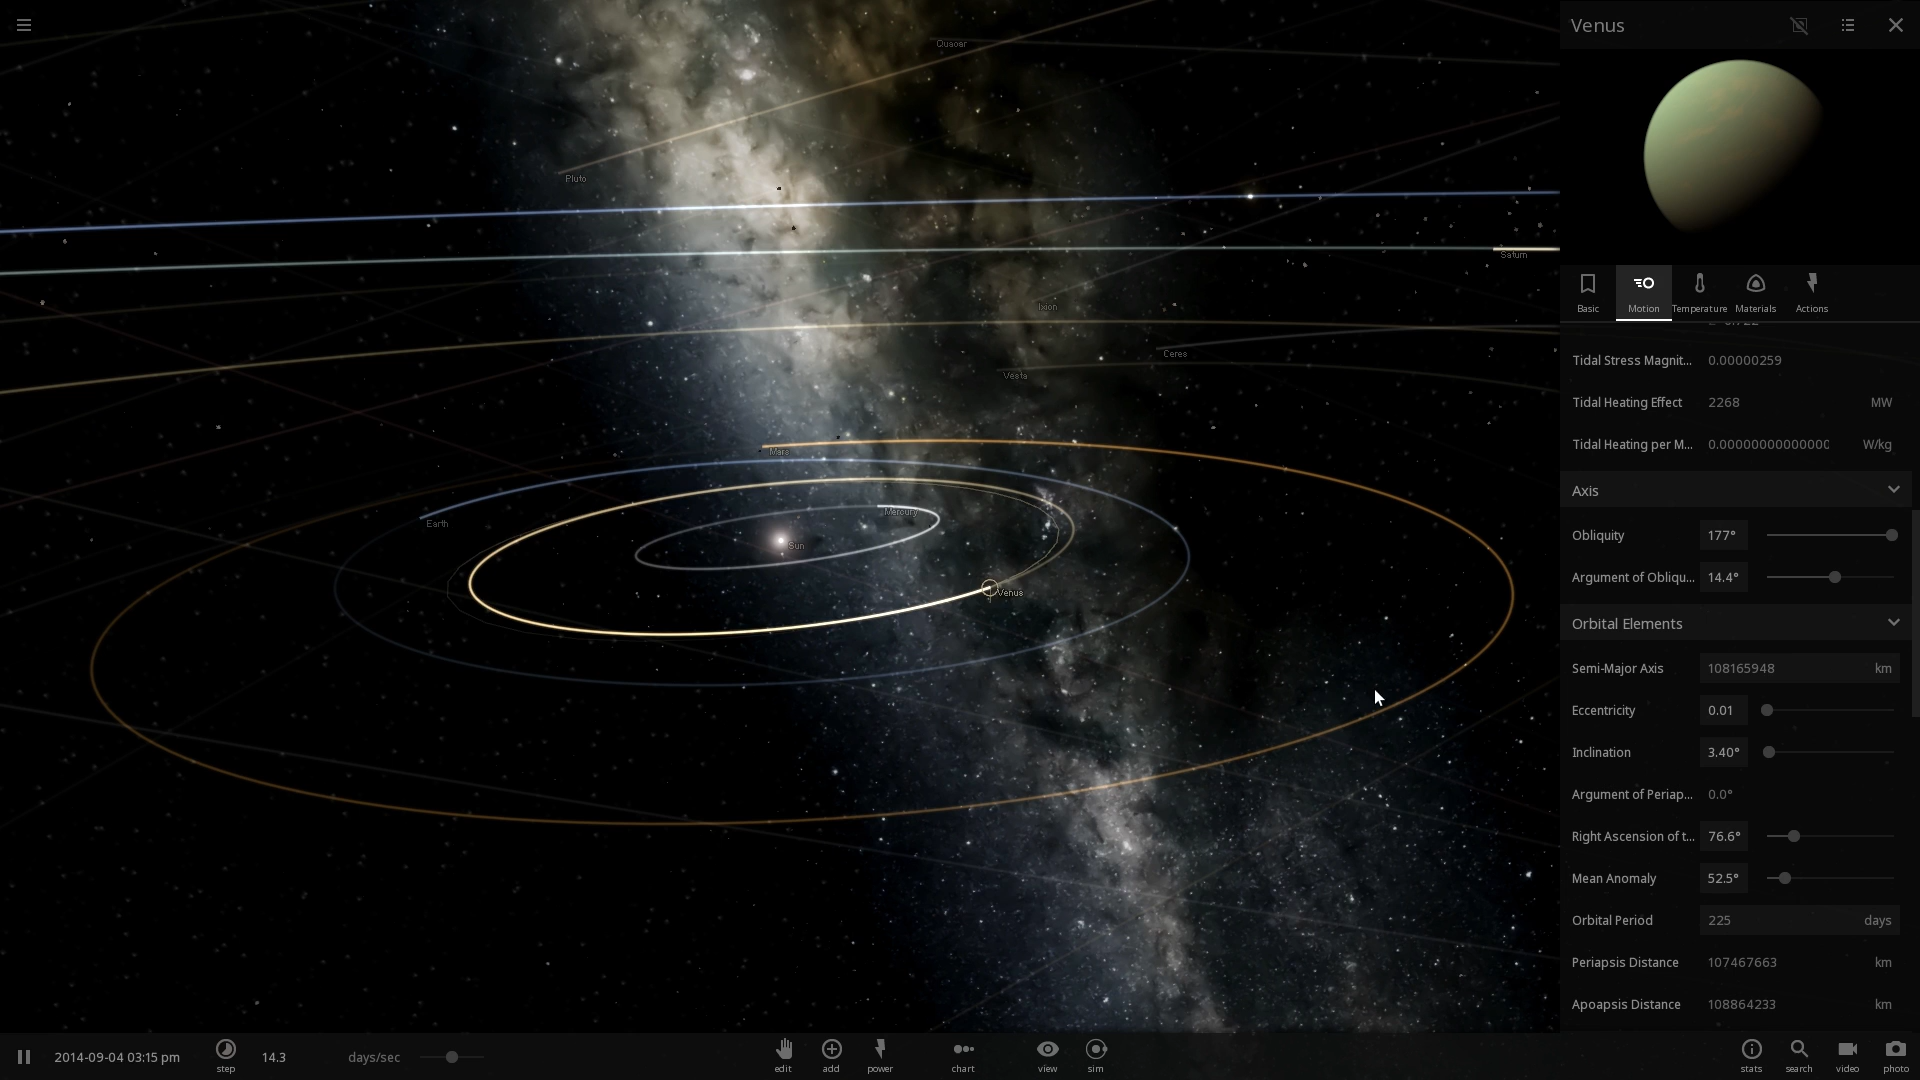 Venus
Quaoar
Pluto
Saturn
Ixion
Ceres
Vesta
Mars
Mercury
Earth
Sun
Venus
Basic
Motion
Temperature
Materials
Actions
Tidal Stress Magnit... 0.00000259
Tidal Heating Effect 2268 MW
Tidal Heating per M... 0.0000000000000 W/kg
Axis
Obliquity 177°
Argument of Obliqu... 14.4°
Orbital Elements
Semi-Major Axis 108165948 km
Eccentricity 0.01
Inclination 3.40°
Argument of Periap... 0.0°
Right Ascension of t... 76.6°
Mean Anomaly 52.5°
Orbital Period 225 days
Periapsis Distance 107467663 km
Apoapsis Distance 108864233 km
2014-09-04 03:15 pm
step
14.3 days/sec
edit
add
power
chart
view
sim
stats
search
video
photo